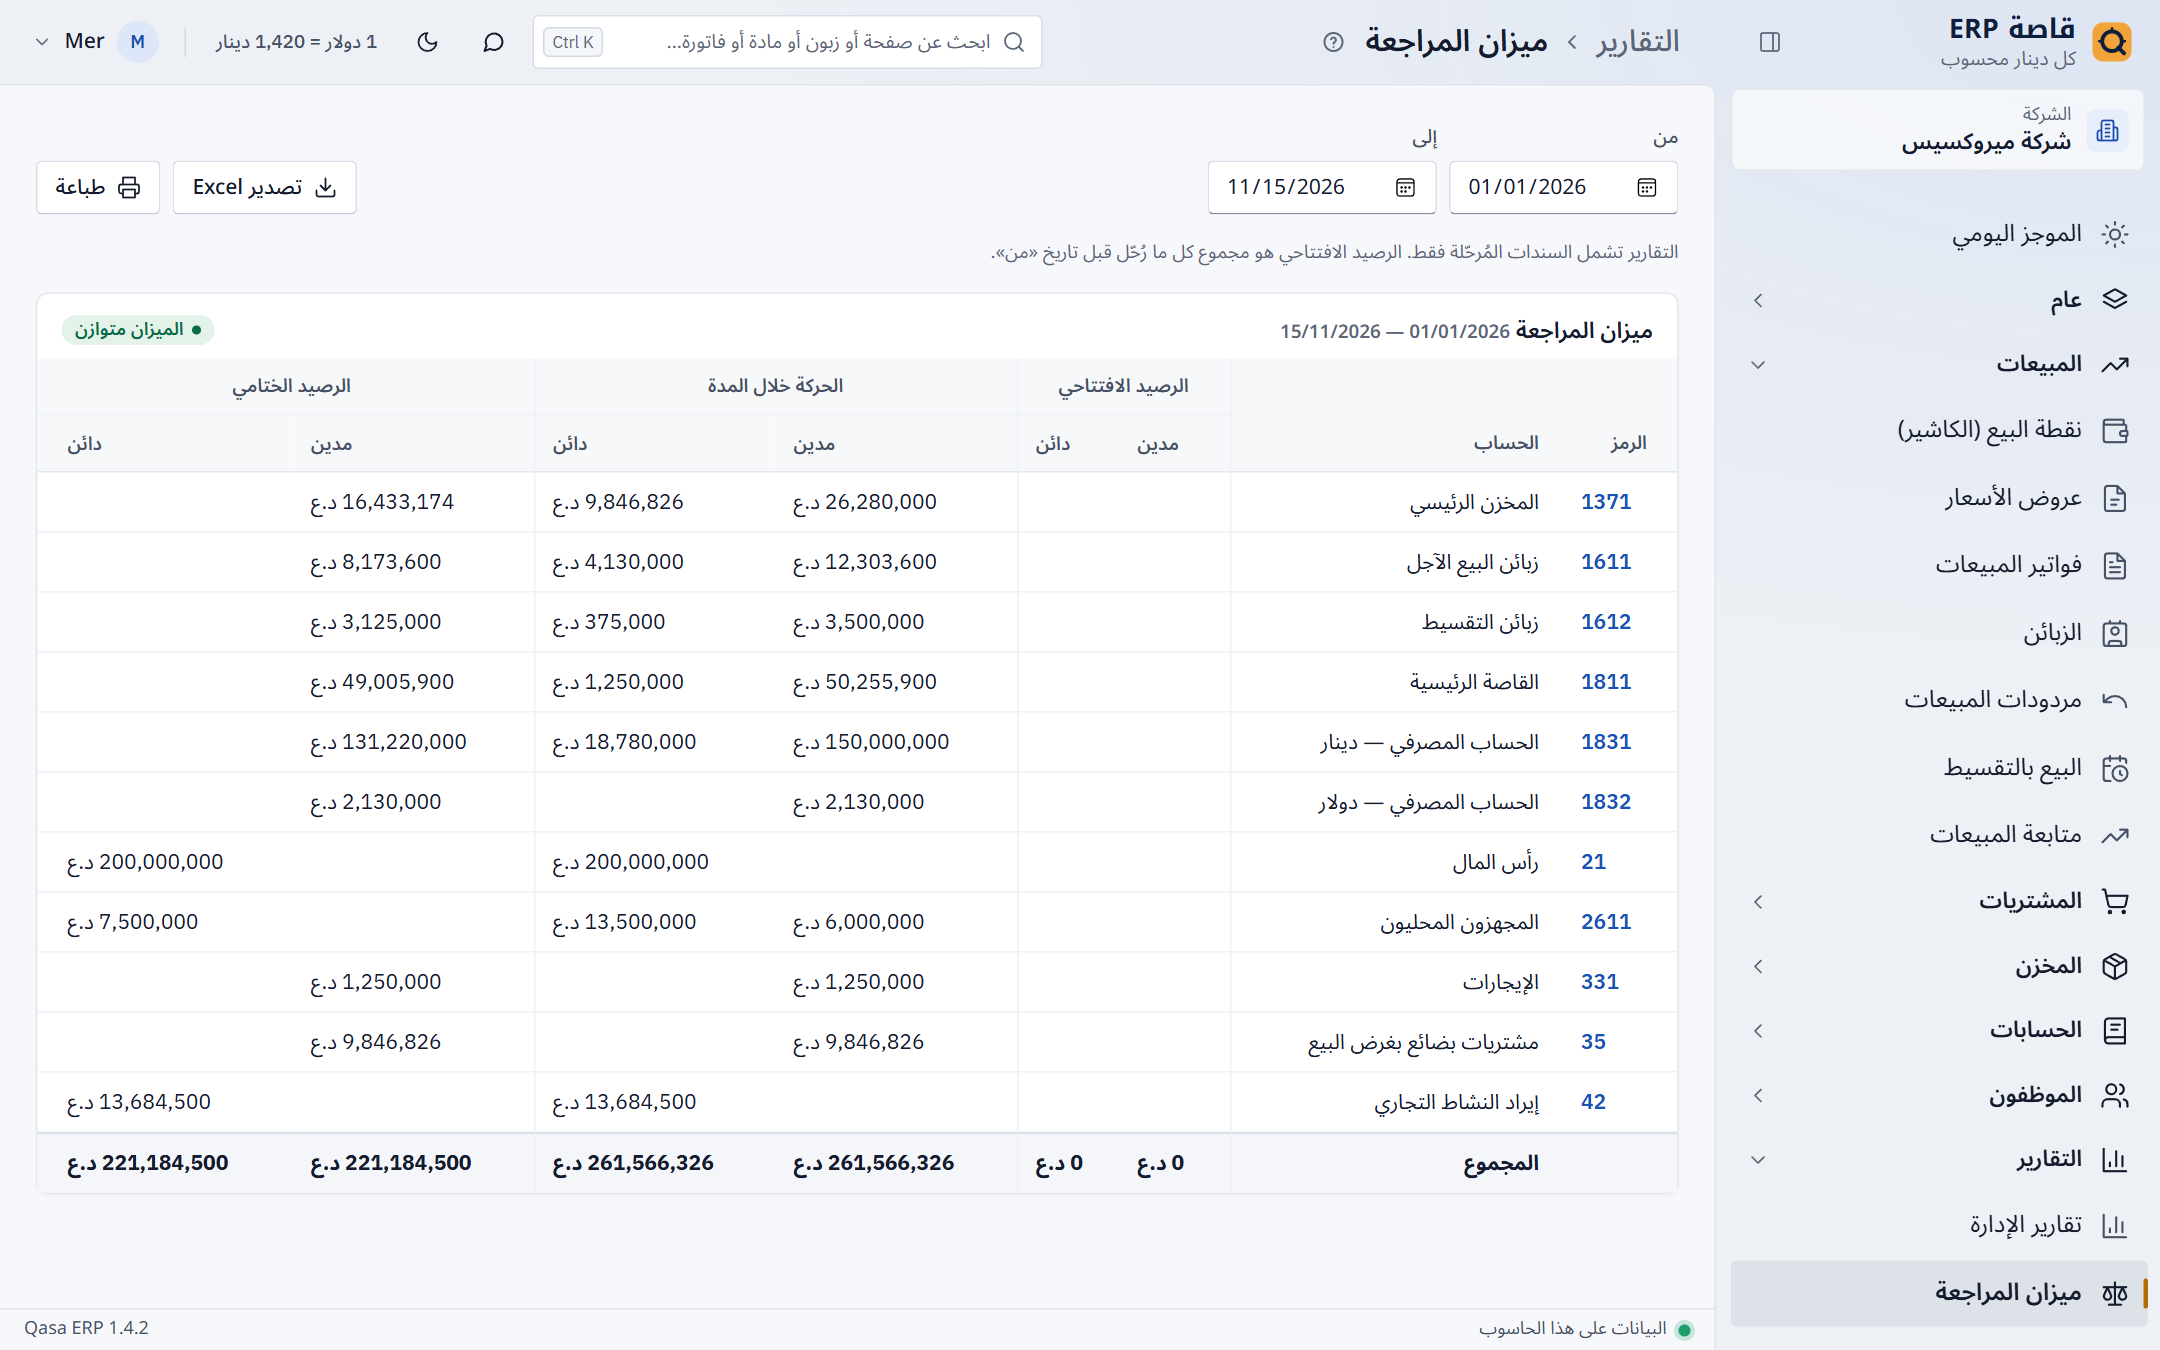 قاصة ERP
كل دينار محسوب
التقارير
ميزان المراجعة
ابحث عن صفحة أو زبون أو مادة أو فاتورة...
Ctrl K
1 دولار = 1,420 دينار
M
Mer
الشركة
شركة ميروكسيس
الموجز اليومي
عام
المبيعات
نقطة البيع (الكاشير)
عروض الأسعار
فواتير المبيعات
الزبائن
مردودات المبيعات
البيع بالتقسيط
متابعة المبيعات
المشتريات
المخزن
الحسابات
الموظفون
التقارير
تقارير الإدارة
ميزان المراجعة
من
إلى
01/01/2026
11/15/2026
تصدير Excel
طباعة
التقارير تشمل السندات المُرحّلة فقط. الرصيد الافتتاحي هو مجموع كل ما رُحّل قبل تاريخ «من».
ميزان المراجعة 01/01/2026 — 15/11/2026
الميزان متوازن
الرصيد الافتتاحي الحركة خلال المدة الرصيد الختامي
الرمز الحساب مدين دائن مدين دائن مدين دائن
1371 المخزن الرئيسي 26,280,000 د.ع 9,846,826 د.ع 16,433,174 د.ع
1611 زبائن البيع الآجل 12,303,600 د.ع 4,130,000 د.ع 8,173,600 د.ع
1612 زبائن التقسيط 3,500,000 د.ع 375,000 د.ع 3,125,000 د.ع
1811 القاصة الرئيسية 50,255,900 د.ع 1,250,000 د.ع 49,005,900 د.ع
1831 الحساب المصرفي — دينار 150,000,000 د.ع 18,780,000 د.ع 131,220,000 د.ع
1832 الحساب المصرفي — دولار 2,130,000 د.ع 2,130,000 د.ع
21 رأس المال 200,000,000 د.ع 200,000,000 د.ع
2611 المجهزون المحليون 6,000,000 د.ع 13,500,000 د.ع 7,500,000 د.ع
331 الإيجارات 1,250,000 د.ع 1,250,000 د.ع
35 مشتريات بضائع بغرض البيع 9,846,826 د.ع 9,846,826 د.ع
42 إيراد النشاط التجاري 13,684,500 د.ع 13,684,500 د.ع
المجموع 0 د.ع 0 د.ع 261,566,326 د.ع 261,566,326 د.ع 221,184,500 د.ع 221,184,500 د.ع
البيانات على هذا الحاسوب
Qasa ERP 1.4.2